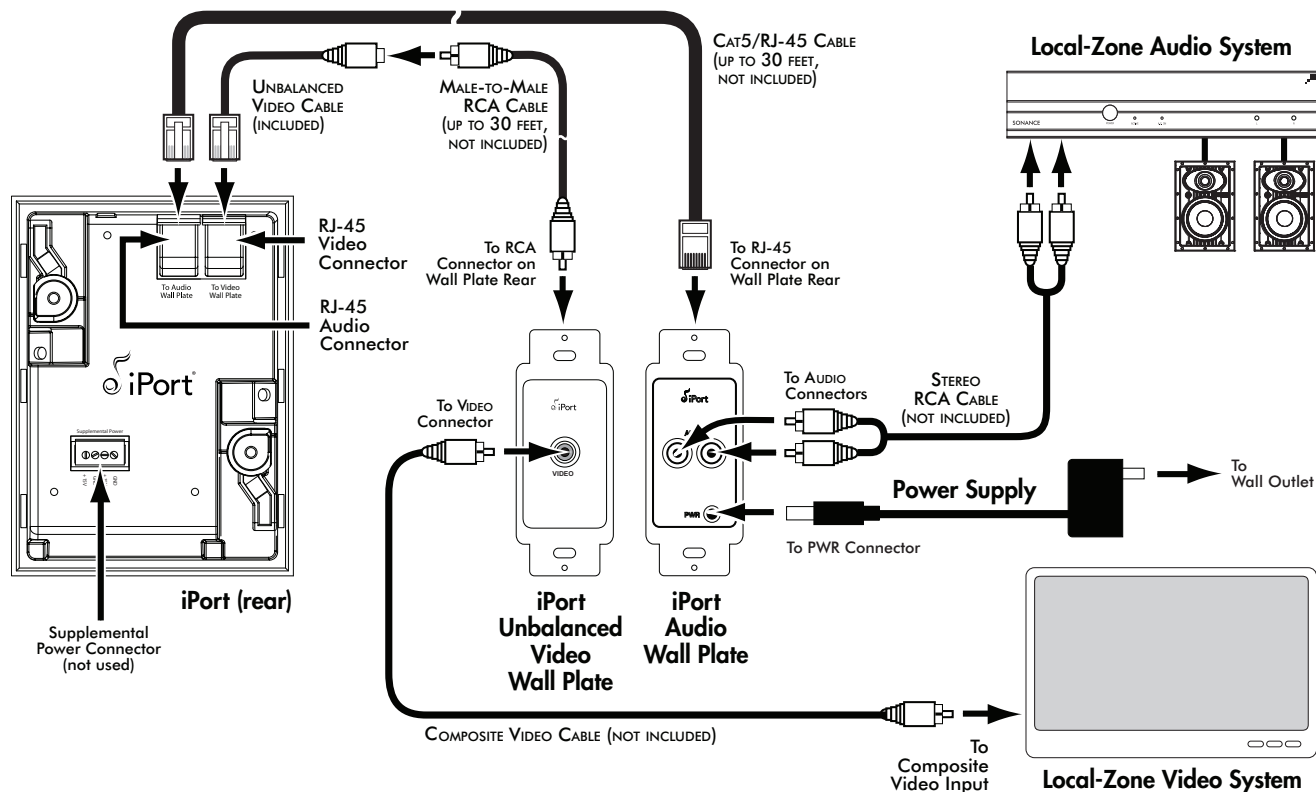 Cat5/RJ-45 Cable
(up to 30 feet,
not included)
Local-Zone Audio System
Unbalanced
Video Cable
(included)
Male-to-Male
RCA Cable
(up to 30 feet,
not included)
SONANCE
RJ-45
Video
Connector
To Audio
Wall Plate
To Video
Wall Plate
RJ-45
Audio
Connector
To RCA
Connector on
Wall Plate Rear
To RJ-45
Connector on
Wall Plate Rear
iPort
Supplemental Power
GND
iPort (rear)
Supplemental
Power Connector
(not used)
To Video
Connector
iPort
VIDEO
iPort
PWR
To Audio
Connectors
Stereo
RCA Cable
(not included)
Power Supply
To
Wall Outlet
To PWR Connector
iPort
Unbalanced
Video
Wall Plate
iPort
Audio
Wall Plate
Composite Video Cable (not included)
To
Composite
Video Input
Local-Zone Video System